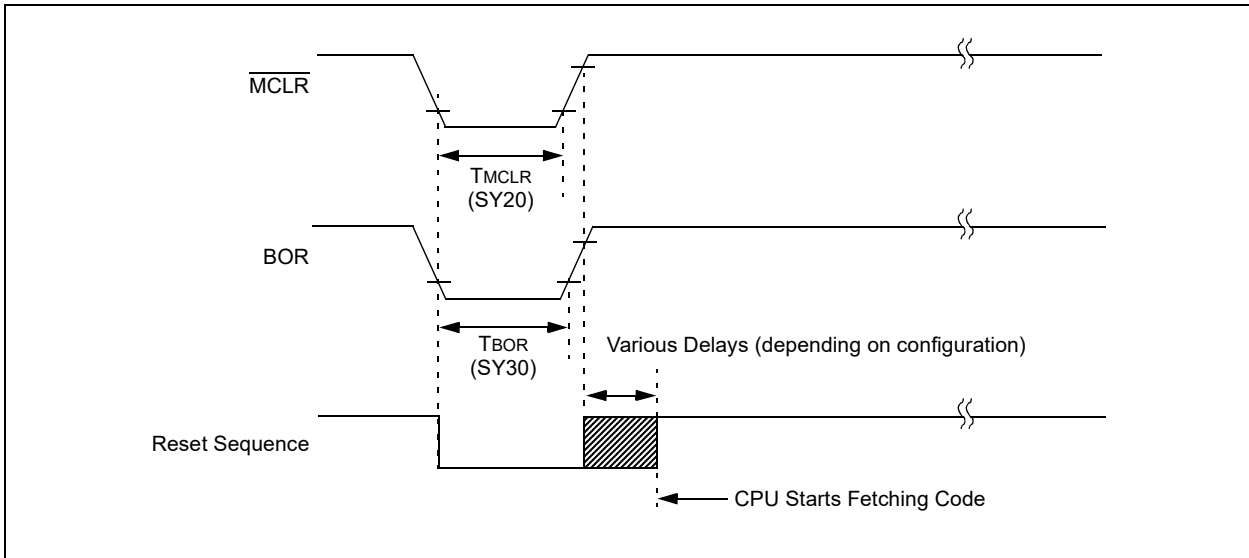 MCLR
TMCLR
(SY20)
BOR
TBOR
(SY30)
Various Delays (depending on configuration)
Reset Sequence
CPU Starts Fetching Code